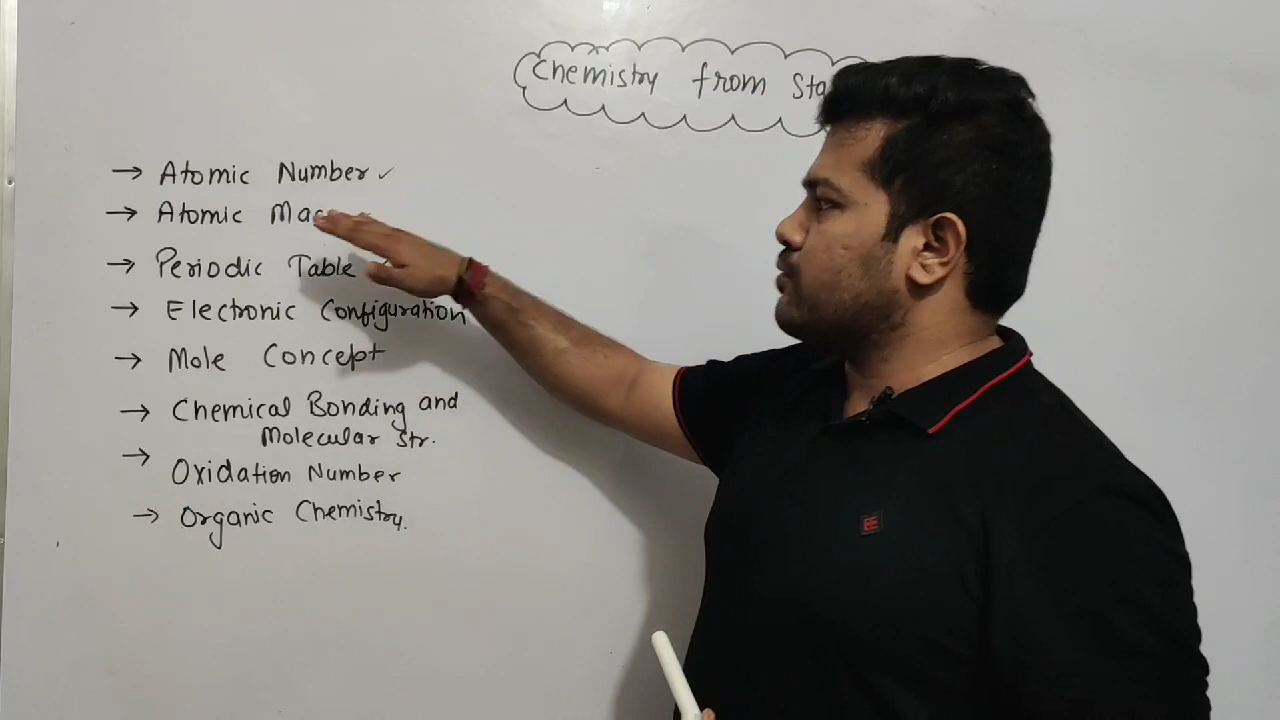 Chemistry from
→ Atomic Number ✓
→ Atomic
→ Periodic Table
→ Electronic Configuration
→ Mole Concept
→ Chemical Bonding and
Molecular Str.
→ Oxidation Number
→ Organic Chemistry.